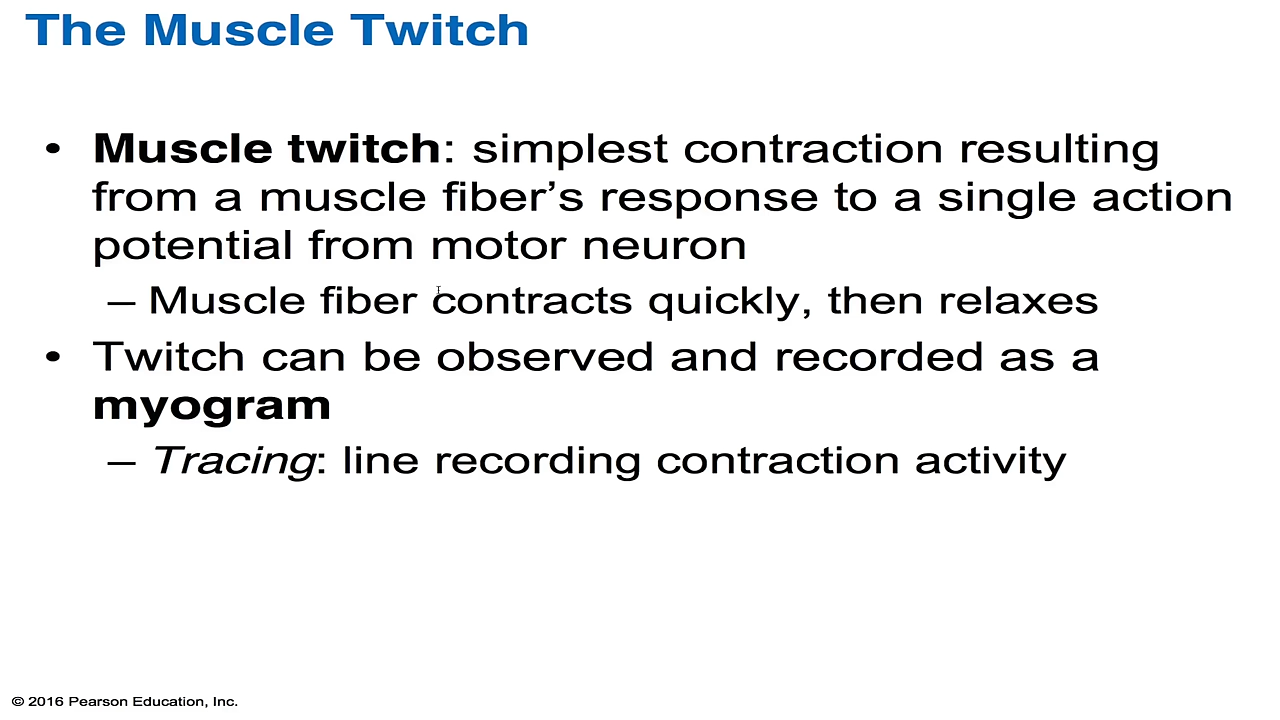 The Muscle Twitch
• Muscle twitch: simplest contraction resulting
from a muscle fiber’s response to a single action
potential from motor neuron
– Muscle fiber contracts quickly, then relaxes
• Twitch can be observed and recorded as a
myogram
– Tracing: line recording contraction activity
© 2016 Pearson Education, Inc.